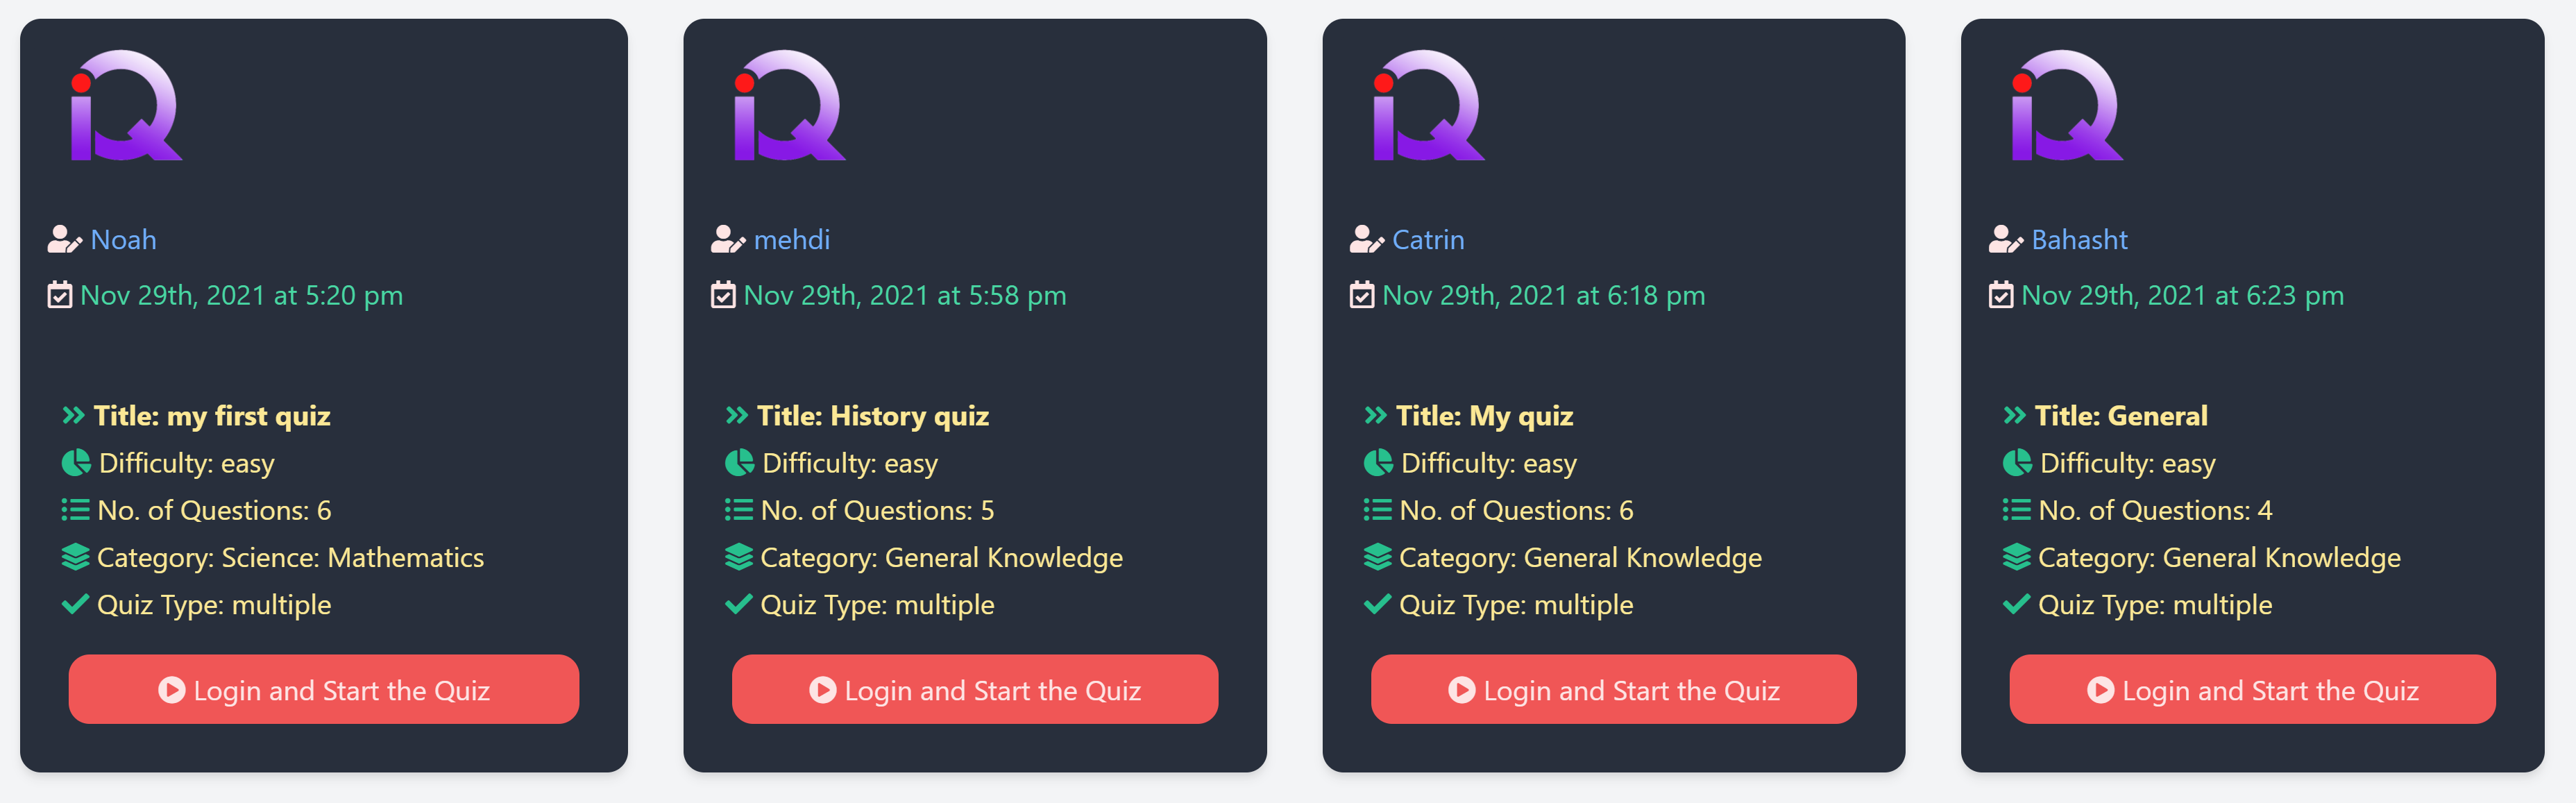 iQ
Noah
Nov 29th, 2021 at 5:20 pm
Title: my first quiz
Difficulty: easy
No. of Questions: 6
Category: Science: Mathematics
Quiz Type: multiple
Login and Start the Quiz
iQ
mehdi
Nov 29th, 2021 at 5:58 pm
Title: History quiz
Difficulty: easy
No. of Questions: 5
Category: General Knowledge
Quiz Type: multiple
Login and Start the Quiz
iQ
Catrin
Nov 29th, 2021 at 6:18 pm
Title: My quiz
Difficulty: easy
No. of Questions: 6
Category: General Knowledge
Quiz Type: multiple
Login and Start the Quiz
iQ
Bahasht
Nov 29th, 2021 at 6:23 pm
Title: General
Difficulty: easy
No. of Questions: 4
Category: General Knowledge
Quiz Type: multiple
Login and Start the Quiz